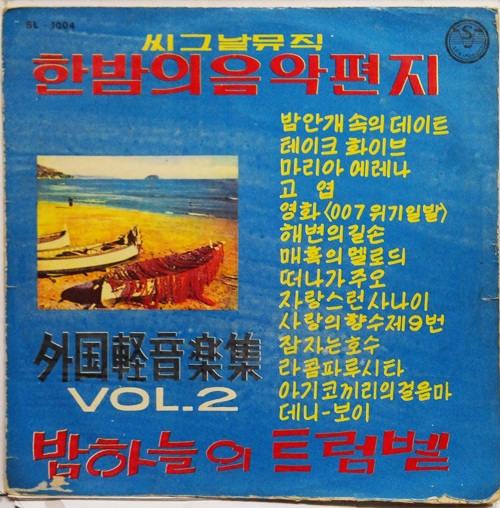 SL-1004
씨그날뮤직
한밤의음악편지
밤안개 속의 데이트
테이크 화이브
마리아 에레나
고 엽
영화〈007위기일발〉
해변의길손
매혹의멜로듸
떠나가주오
자랑스런사나이
사랑의향수제9번
잠자는호수
라콤파루시타
아기코끼리의걸음마
데니-보이
外国軽音楽集
VOL.2
밤하늘의 트럼벳